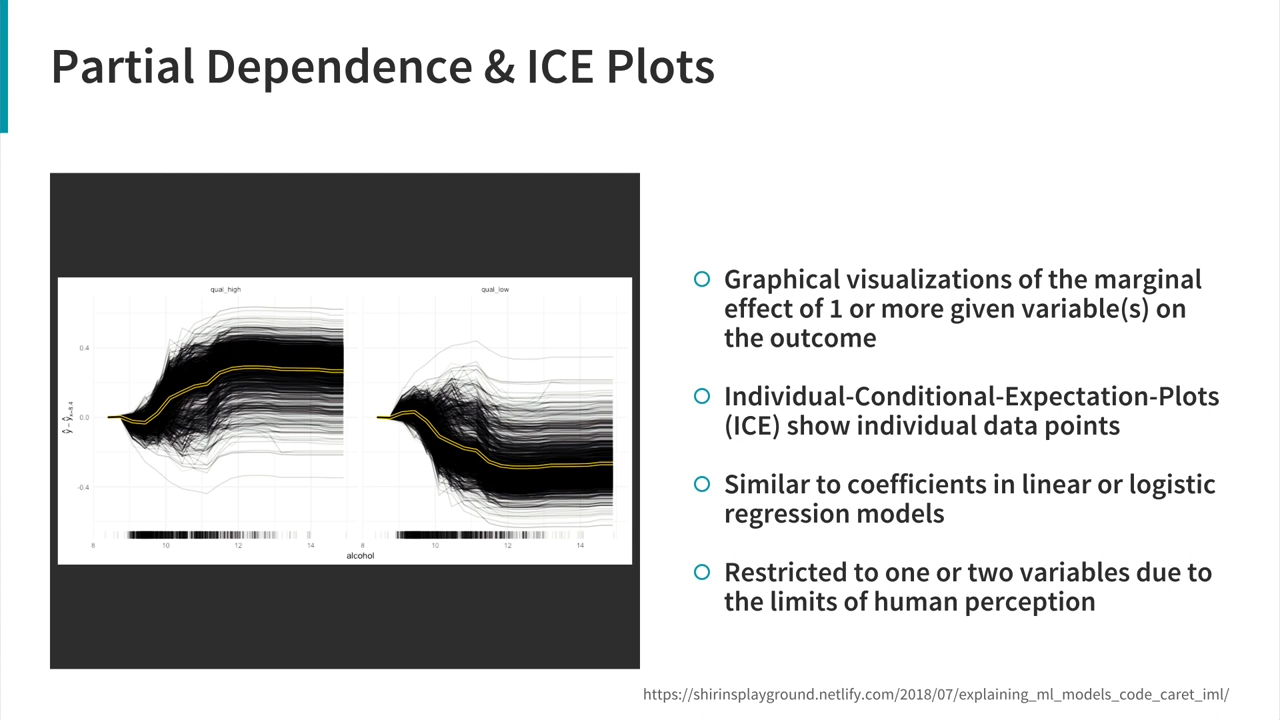 Partial Dependence & ICE Plots
qual_high
qual_low
0.4
0.0
-0.4
8
10
12
14
8
10
12
14
alcohol
Graphical visualizations of the marginal
effect of 1 or more given variable(s) on
the outcome
Individual-Conditional-Expectation-Plots
(ICE) show individual data points
Similar to coefficients in linear or logistic
regression models
Restricted to one or two variables due to
the limits of human perception
https://shirinsplayground.netlify.com/2018/07/explaining_ml_models_code_caret_iml/